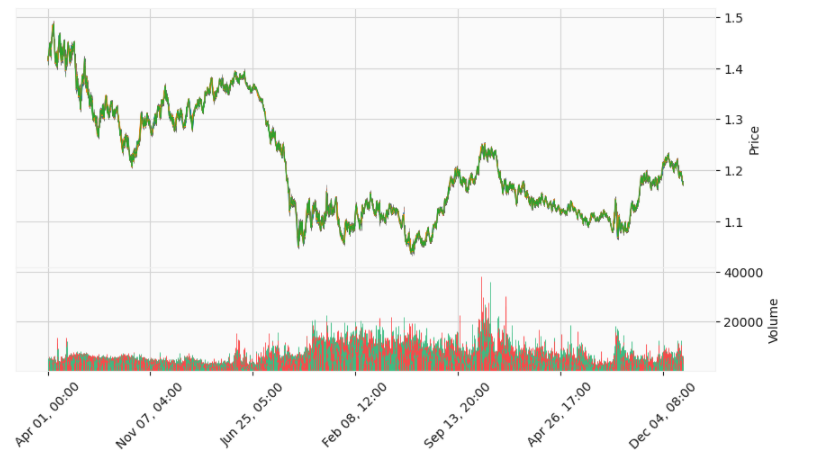 1.5
1.4
1.3
1.2
1.1
Price
40000
20000
Volume
Apr 01, 00:00
Nov 07, 04:00
Jun 25, 05:00
Feb 08, 12:00
Sep 13, 20:00
Apr 26, 17:00
Dec 04, 08:00